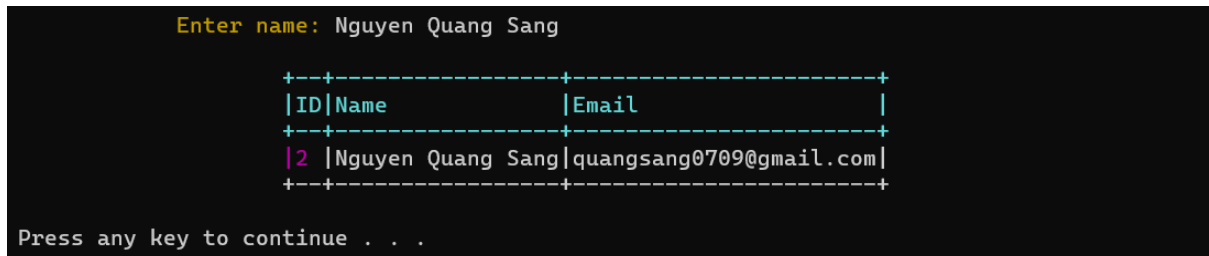 Enter name: Nguyen Quang Sang
+--+-----------------+-----------------------+
|ID|Name             |Email                  |
+--+-----------------+-----------------------+
|2 |Nguyen Quang Sang|quangsang0709@gmail.com|
+--+-----------------+-----------------------+
Press any key to continue . . .